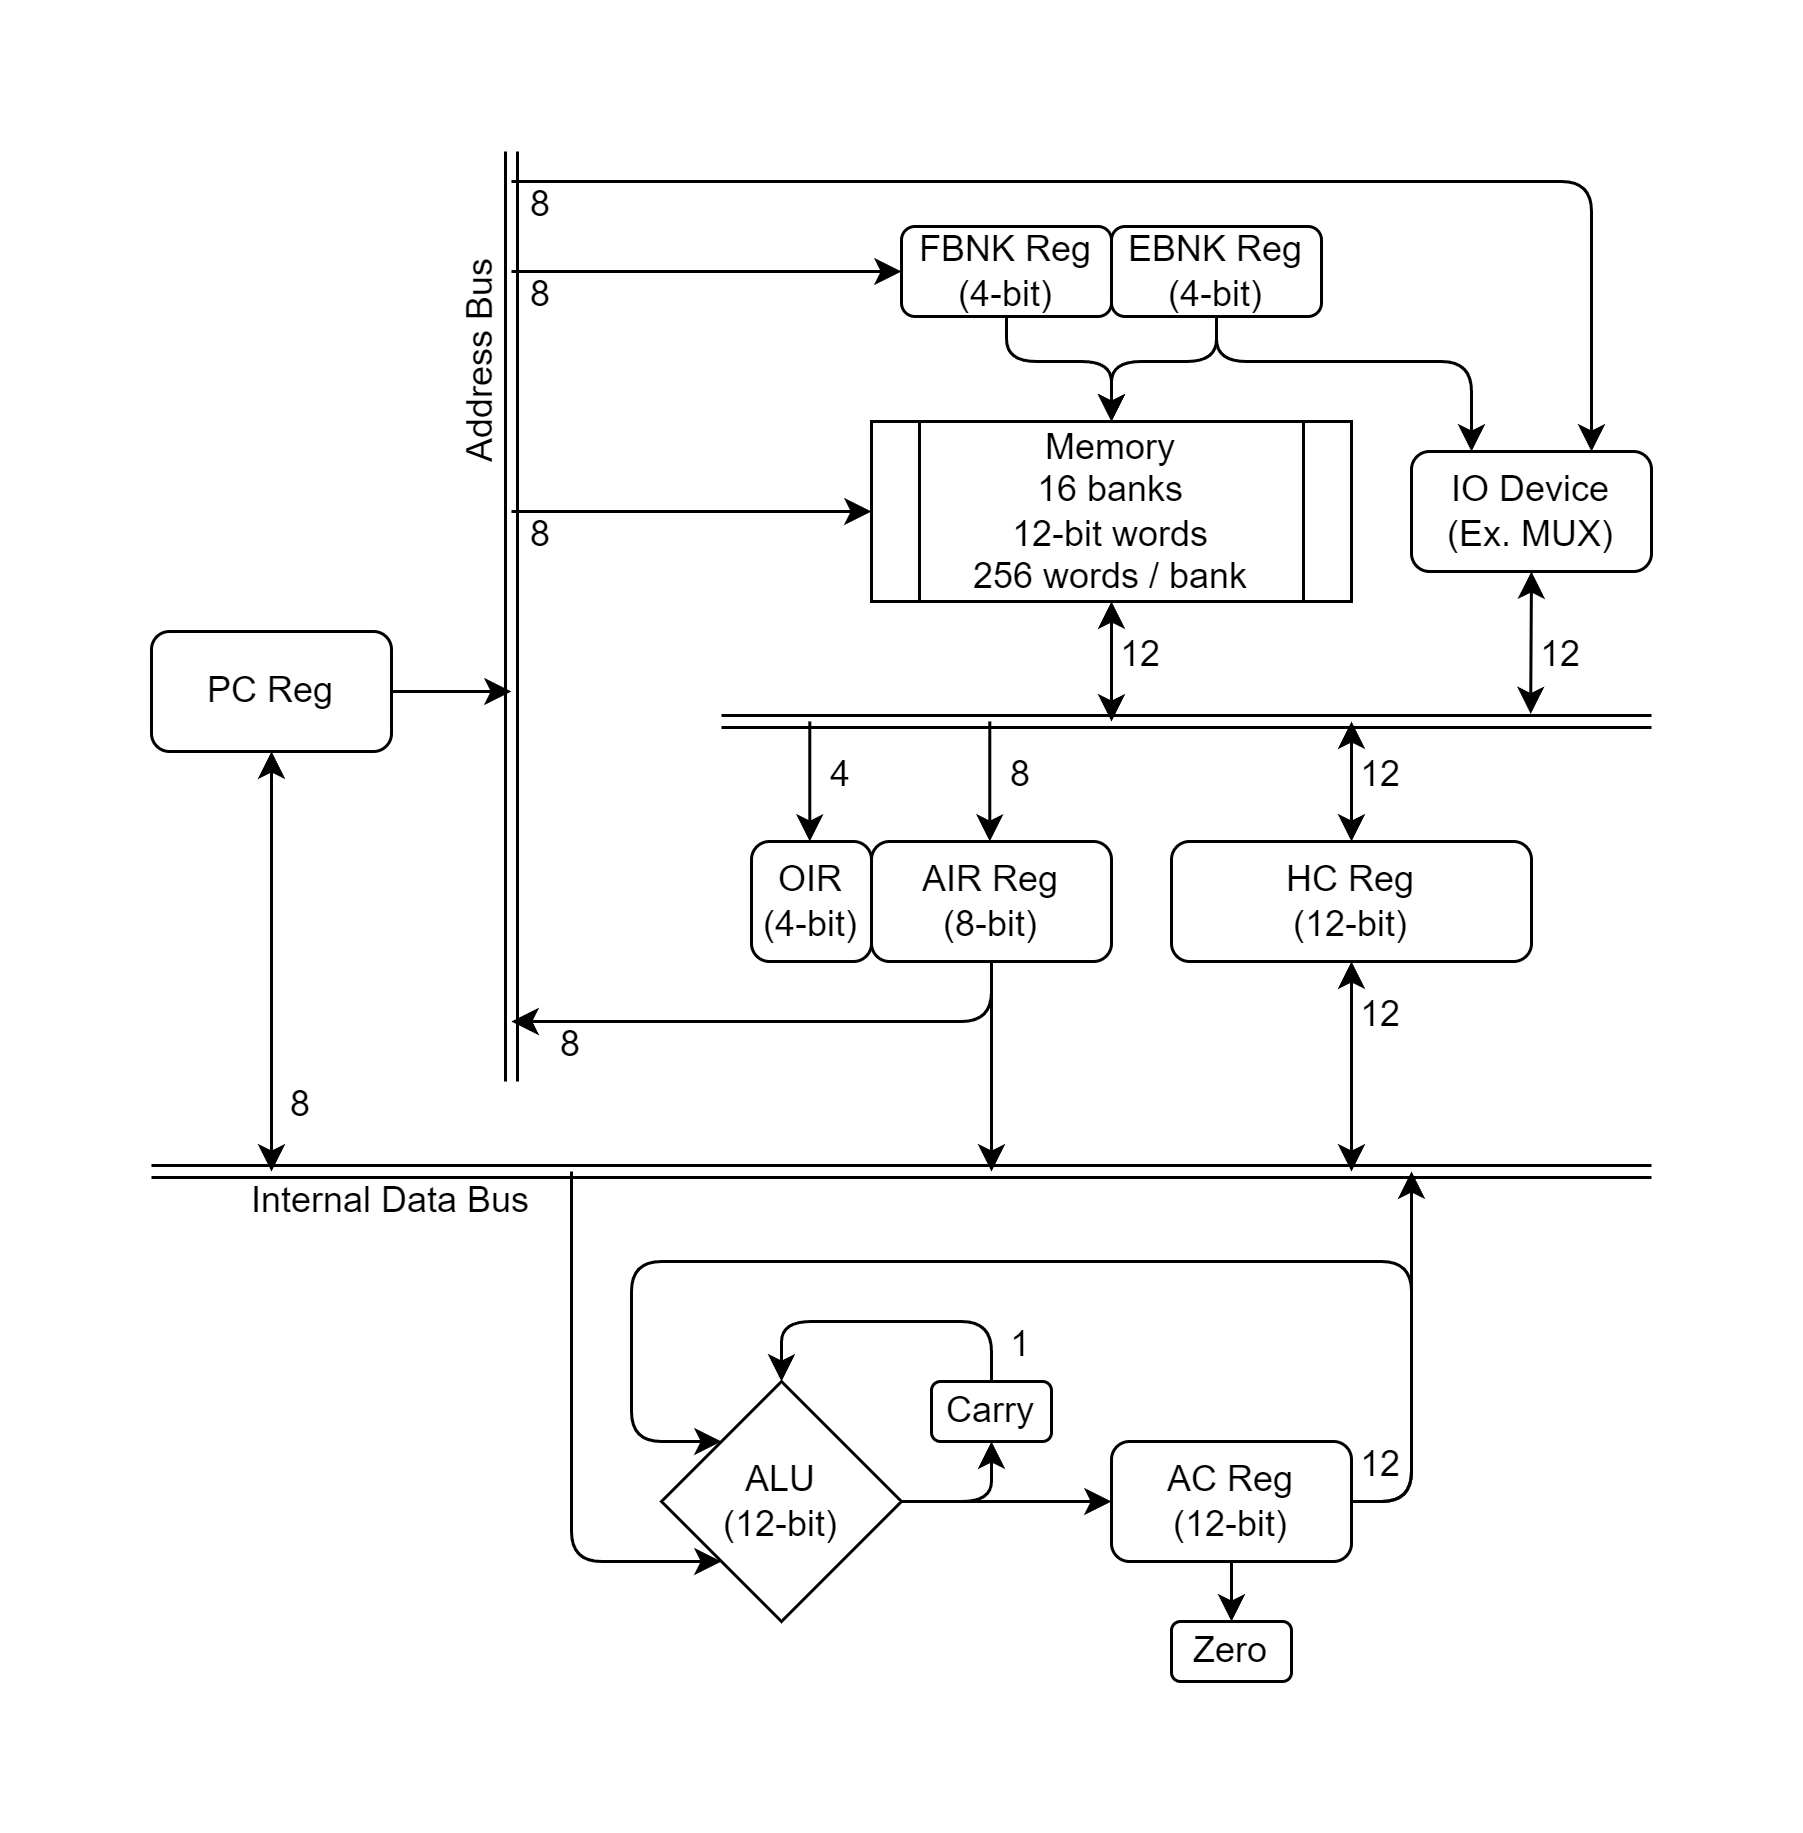 8
FBNK Reg
(4-bit)
EBNK Reg
(4-bit)
8
Address Bus
Memory
16 banks
12-bit words
256 words / bank
IO Device
(Ex. MUX)
8
12
12
PC Reg
4
8
12
OIR
(4-bit)
AIR Reg
(8-bit)
HC Reg
(12-bit)
8
12
8
Internal Data Bus
1
Carry
ALU
(12-bit)
AC Reg
(12-bit)
12
Zero